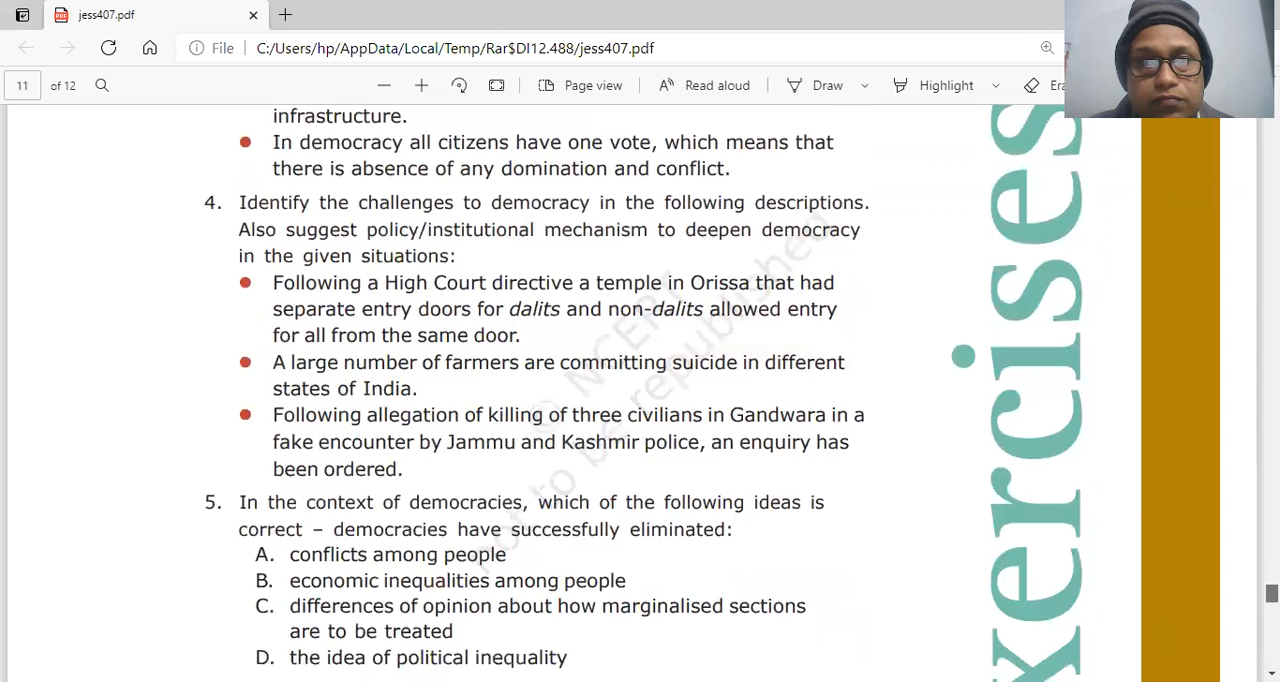 jess407.pdf
File C:/Users/hp/AppData/Local/Temp/Rar$DI12.488/jess407.pdf
11 of 12 Page view Read aloud Draw Highlight Era
infrastructure.
• In democracy all citizens have one vote, which means that
there is absence of any domination and conflict.
4. Identify the challenges to democracy in the following descriptions.
Also suggest policy/institutional mechanism to deepen democracy
in the given situations:
• Following a High Court directive a temple in Orissa that had
separate entry doors for dalits and non-dalits allowed entry
for all from the same door.
• A large number of farmers are committing suicide in different
states of India.
• Following allegation of killing of three civilians in Gandwara in a
fake encounter by Jammu and Kashmir police, an enquiry has
been ordered.
5. In the context of democracies, which of the following ideas is
correct – democracies have successfully eliminated:
A. conflicts among people
B. economic inequalities among people
C. differences of opinion about how marginalised sections
are to be treated
D. the idea of political inequality
xercises
© NCERT
not to be republished